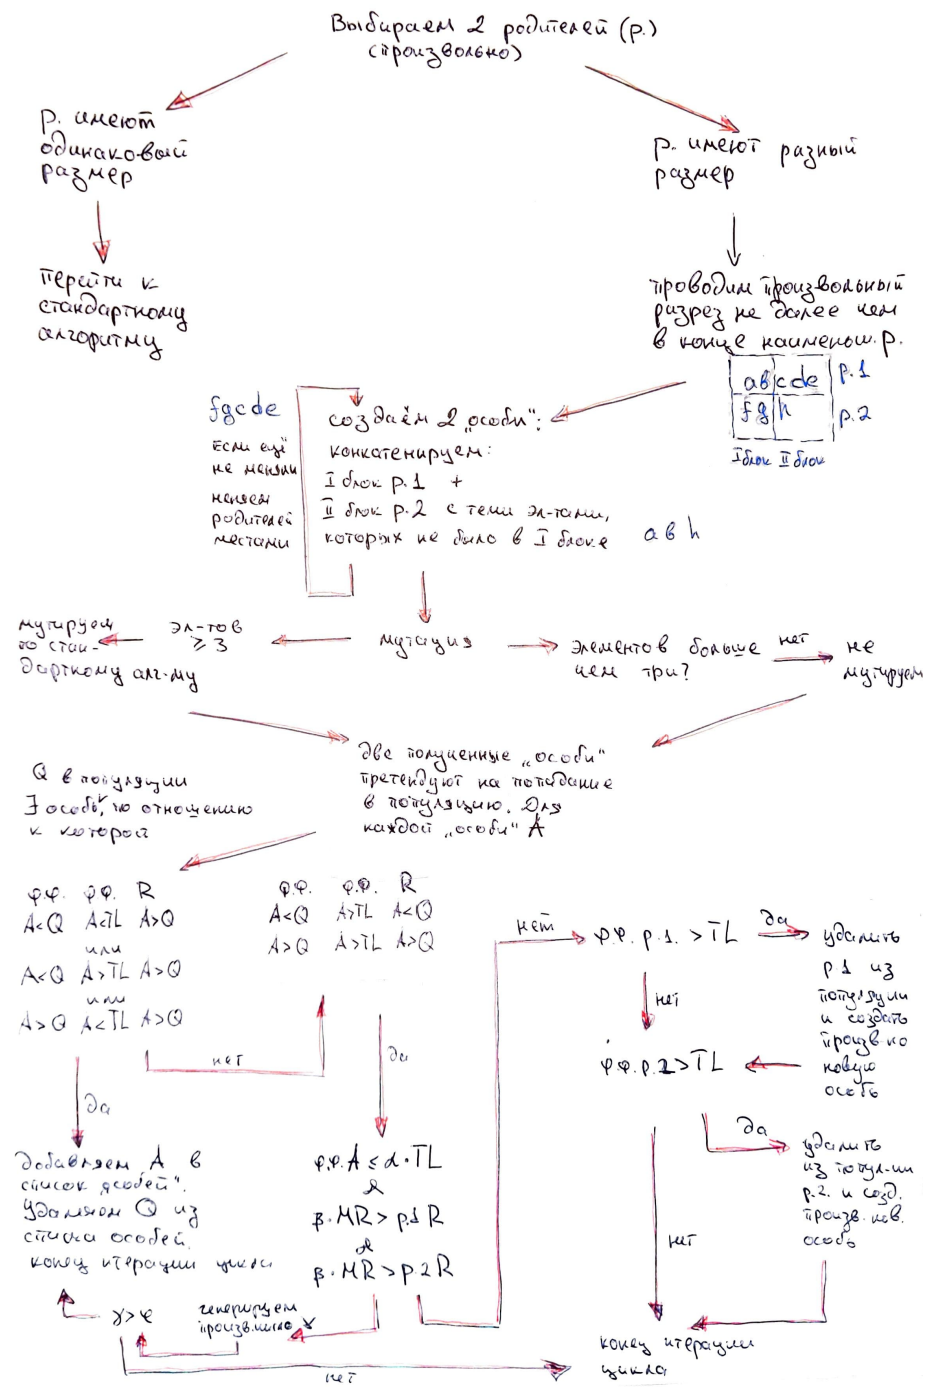 Выбираем 2 родителей (р.)
(произвольно)
р. имеют
одинаковый
размер
р. имеют разный
размер
перейти к
стандартному
алгоритму
проводим произвольный
разрез не далее чем
в конце наименьш. р.
ab cde р.1
fg h р.2
I блок II блок
fgcde
Если ещё
не меняли
меняем
родителей
местами
создаём 2 „особи":
конкатенируем:
I блок р.1 +
II блок р.2 с теми эл-тами,
которых не было в I блоке
abh
мутируем
по стан-
дартному алг-му
эл-тов
≥ 3
мутация
элементов больше
чем три?
нет
не
мутируем
две полученные „особи"
претендуют на попадание
в популяцию. Для
каждой „особи" A
Q в популяции
∃ особь, по отношению
к которой
ф.ф. ф.ф. R
A<Q A<TL A>Q
или
A<Q A>TL A>Q
или
A>Q A<TL A>Q
ф.ф. ф.ф. R
A<Q A>TL A<Q
A>Q A>TL A>Q
нет
да
да
нет
ф.ф. р.1. >TL
да
удалить
р1 из
популяции
и создать
произв-ко
новую
особь
нет
ф.ф.р.2>TL
да
удалить
из попул-ии
р.2. и созд.
произв. нов.
особь
нет
добавляем A в
список „особей".
Удаляем Q из
списка особей.
конец итерации цикла
ф.ф. A ≤ α·TL
&
β·MR > р.1 R
&
β·MR > р.2 R
генерируем
произв. число γ
γ>φ
нет
конец итерации
цикла